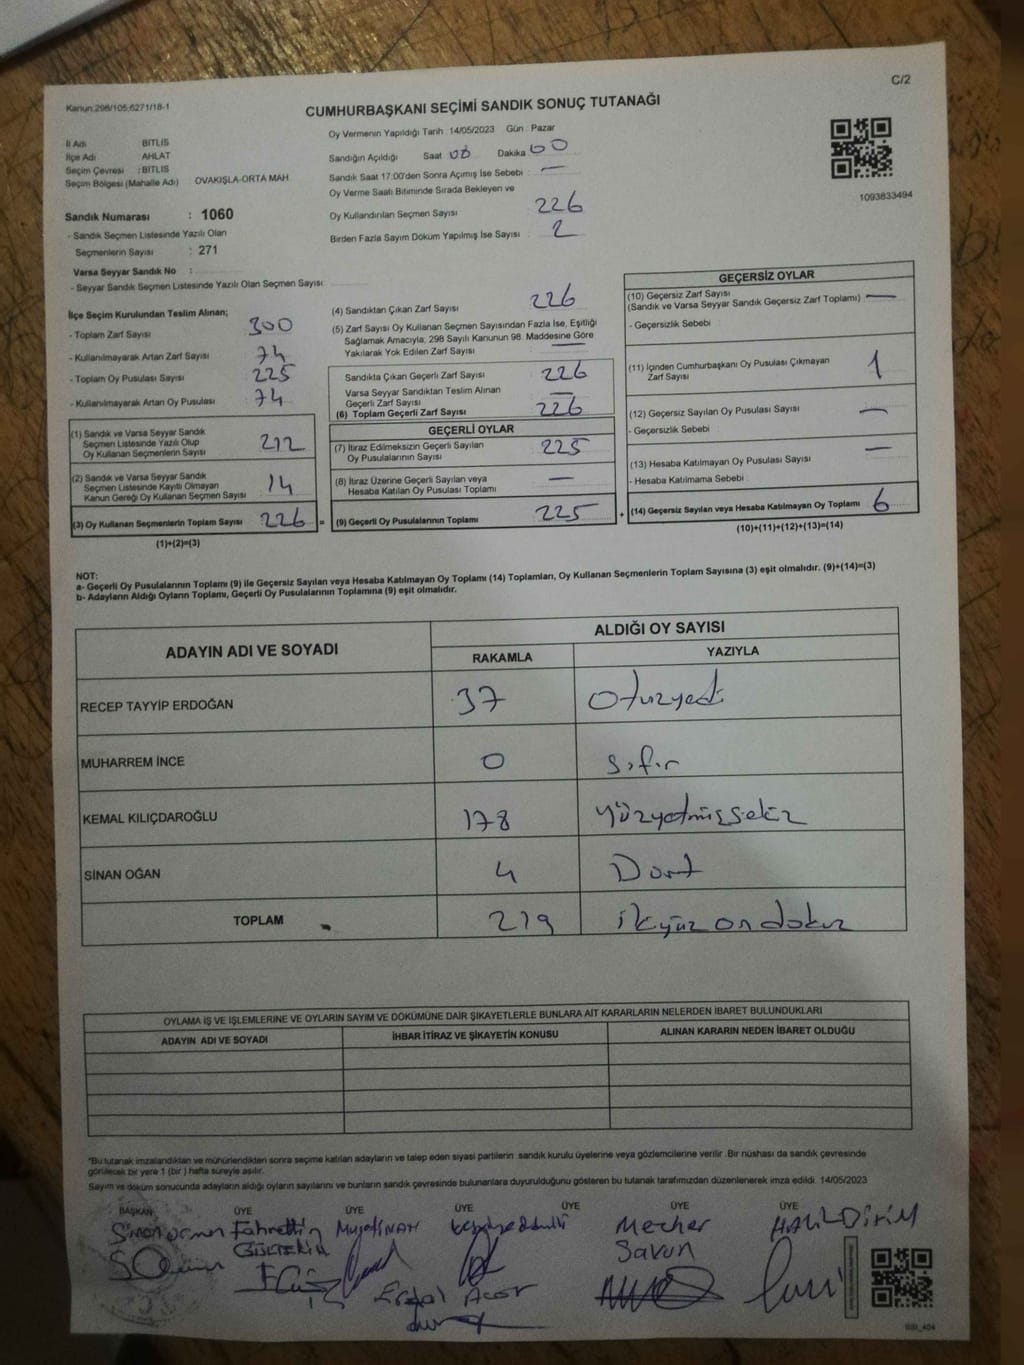 C/2
Kanun:298/105;6271/18-1
CUMHURBAŞKANI SEÇİMİ SANDIK SONUÇ TUTANAĞI
İl Adı BITLIS
İlçe Adı AHLAT
Seçim Çevresi : BITLIS
Seçim Bölgesi (Mahalle Adı) OVAKIŞLA-ORTA MAH
Oy Vermenin Yapıldığı Tarih : 14/05/2023 Gün : Pazar
Sandığın Açıldığı Saat 08 Dakika 00
Sandık Saat 17:00'den Sonra Açımış İse Sebebi : —
Oy Verme Saati Bitiminde Sırada Bekleyen ve
Oy Kullandırılan Seçmen Sayısı 226
Birden Fazla Sayım Döküm Yapılmış İse Sayısı : 2
1093833494
Sandık Numarası : 1060
- Sandık Seçmen Listesinde Yazılı Olan
Seçmenlerin Sayısı : 271
Varsa Seyyar Sandık No :
- Seyyar Sandık Seçmen Listesinde Yazılı Olan Seçmen Sayısı:
İlçe Seçim Kurulundan Teslim Alınan;
- Toplam Zarf Sayısı 300
- Kullanılmayarak Artan Zarf Sayısı 74
- Toplam Oy Pusulası Sayısı 225
- Kullanılmayarak Artan Oy Pusulası 74
(1) Sandık ve Varsa Seyyar Sandık
Seçmen Listesinde Yazılı Olup
Oy Kullanan Seçmenlerin Sayısı 212
(2) Sandık ve Varsa Seyyar Sandık
Seçmen Listesinde Kayıtlı Olmayan
Kanun Gereği Oy Kullanan Seçmen Sayısı 14
(3) Oy Kullanan Seçmenlerin Toplam Sayısı 226 =
(1)+(2)=(3)
(4) Sandıktan Çıkan Zarf Sayısı 226
(5) Zarf Sayısı Oy Kullanan Seçmen Sayısından Fazla İse, Eşitliği
Sağlamak Amacıyla; 298 Sayılı Kanunun 98. Maddesine Göre
Yakılarak Yok Edilen Zarf Sayısı —
Sandıkta Çıkan Geçerli Zarf Sayısı 226
Varsa Seyyar Sandıktan Teslim Alınan
Geçerli Zarf Sayısı —
(6) Toplam Geçerli Zarf Sayısı 226
GEÇERLİ OYLAR
(7) İtiraz Edilmeksizin Geçerli Sayılan
Oy Pusulalarının Sayısı 225
(8) İtiraz Üzerine Geçerli Sayılan veya
Hesaba Katılan Oy Pusulası Toplamı —
(9) Geçerli Oy Pusulalarının Toplamı 225 +
GEÇERSİZ OYLAR
(10) Geçersiz Zarf Sayısı
(Sandık ve Varsa Seyyar Sandık Geçersiz Zarf Toplamı) —
- Geçersizlik Sebebi :
(11) İçinden Cumhurbaşkanı Oy Pusulası Çıkmayan
Zarf Sayısı 1
(12) Geçersiz Sayılan Oy Pusulası Sayısı —
- Geçersizlik Sebebi :
(13) Hesaba Katılmayan Oy Pusulası Sayısı —
- Hesaba Katılmama Sebebi :
(14) Geçersiz Sayılan veya Hesaba Katılmayan Oy Toplamı 6
(10)+(11)+(12)+(13)=(14)
NOT:
a- Geçerli Oy Pusulalarının Toplamı (9) ile Geçersiz Sayılan veya Hesaba Katılmayan Oy Toplamı (14) Toplamları, Oy Kullanan Seçmenlerin Toplam Sayısına (3) eşit olmalıdır. (9)+(14)=(3)
b- Adayların Aldığı Oyların Toplamı, Geçerli Oy Pusulalarının Toplamına (9) eşit olmalıdır.
ADAYIN ADI VE SOYADI ALDIĞI OY SAYISI
RAKAMLA YAZIYLA
RECEP TAYYİP ERDOĞAN 37 Otuzyedi
MUHARREM İNCE 0 sıfır
KEMAL KILIÇDAROĞLU 178 Yüzyetmişsekiz
SİNAN OĞAN 4 Dört
TOPLAM 219 ikiyüz on dokuz
OYLAMA İŞ VE İŞLEMLERİNE VE OYLARIN SAYIM VE DÖKÜMÜNE DAİR ŞİKAYETLERLE BUNLARA AİT KARARLARIN NELERDEN İBARET BULUNDUKLARI
ADAYIN ADI VE SOYADI İHBAR İTİRAZ VE ŞİKAYETİN KONUSU ALINAN KARARIN NEDEN İBARET OLDUĞU
*Bu tutanak imzalandıktan ve mühürlendikten sonra seçime katılan adayların ve talep eden siyasi partilerin sandık kurulu üyelerine veya gözlemcilerine verilir. Bir nüshası da sandık çevresinde
görülecek bir yere 1 (bir) hafta süreyle asılır.
Sayım ve döküm sonucunda adayların aldığı oyların sayılarını ve bunların sandık çevresinde bulunanlara duyurulduğunu gösteren bu tutanak tarafımızdan düzenlenerek imza edildi. 14/05/2023
BAŞKAN ÜYE ÜYE ÜYE ÜYE ÜYE
Fahrettin Mecher HALİL DİRİM
GÜLTEKİN Savun
Erdal Acar